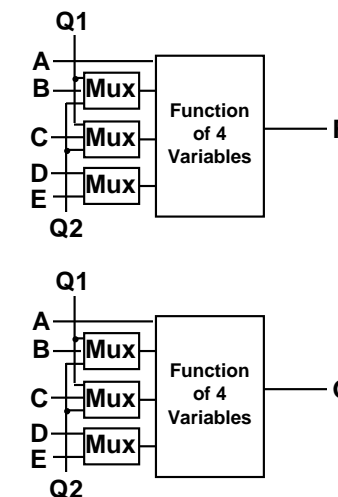 Q1
A
B Mux
Function
of 4
Variables
C Mux
D Mux
E
Q2
Q1
A
B Mux
Function
of 4
Variables
C Mux
D Mux
E
Q2